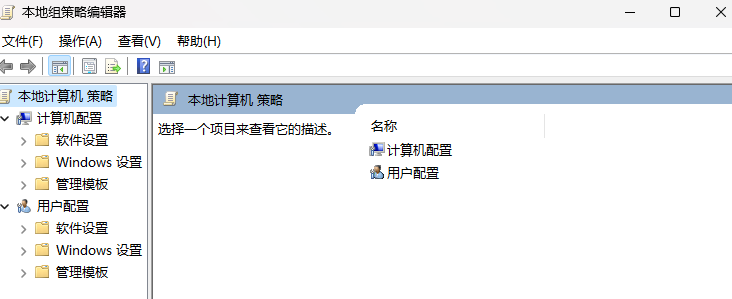 本地组策略编辑器
文件(F) 操作(A) 查看(V) 帮助(H)
本地计算机 策略
计算机配置
软件设置
Windows 设置
管理模板
用户配置
软件设置
Windows 设置
管理模板
本地计算机 策略
选择一个项目来查看它的描述。
名称
计算机配置
用户配置